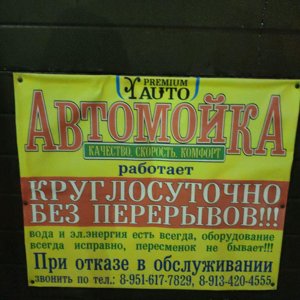 PREMIUM
AUTO
АВТОМОЙКА
КАЧЕСТВО, СКОРОСТЬ, КОМФОРТ
работает
КРУГЛОСУТОЧНО
БЕЗ ПЕРЕРЫВОВ!!!
вода и эл.энергия есть всегда, оборудование
всегда исправно, пересменок не бывает!!!
При отказе в обслуживании
звонить по тел.: 8-951-617-7829, 8-913-420-4555